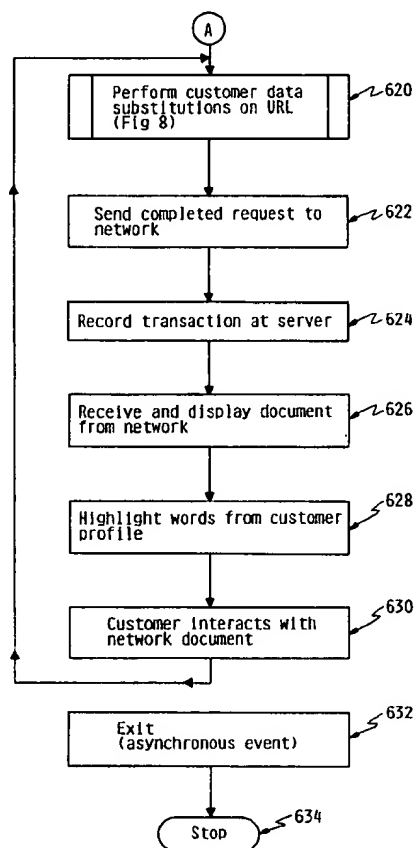 A
Perform customer data
substitutions on URL
(Fig 8)
620
Send completed request to
network
622
Record transaction at server
624
Receive and display document
from network
626
Highlight words from customer
profile
628
Customer interacts with
network document
630
Exit
(asynchronous event)
632
Stop
634